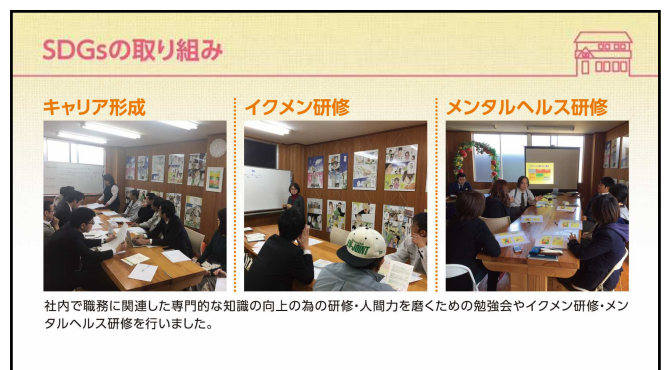 SDGsの取り組み
キャリア形成
イクメン研修
メンタルヘルス研修
社内で職務に関連した専門的な知識の向上の為の研修・人間力を磨くための勉強会やイクメン研修・メン
タルヘルス研修を行いました。